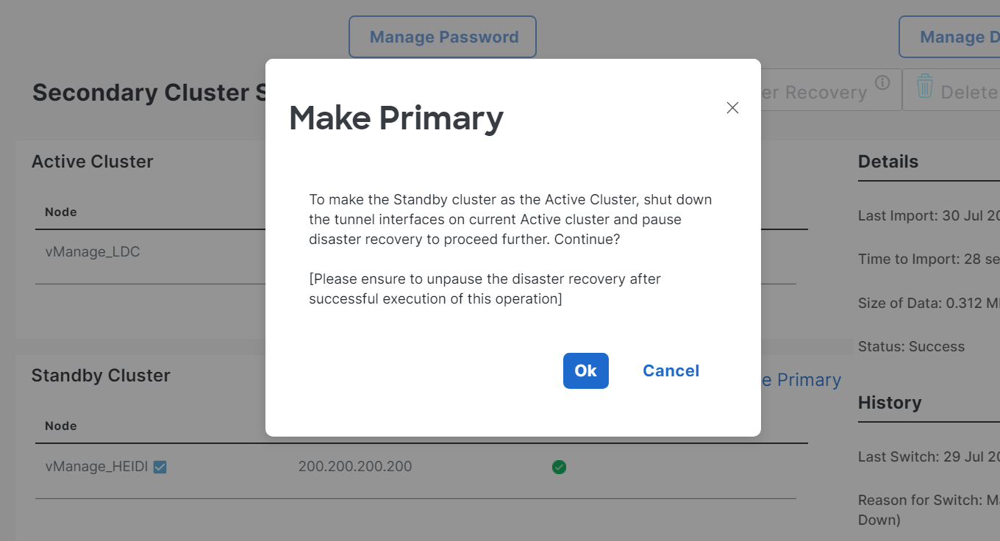 Manage Password
Manage D
Secondary Cluster S
er Recovery
Delete
Make Primary
Active Cluster
Node
vManage_LDC
To make the Standby cluster as the Active Cluster, shut down
the tunnel interfaces on current Active cluster and pause
disaster recovery to proceed further. Continue?
[Please ensure to unpause the disaster recovery after
successful execution of this operation]
Ok
Cancel
Details
Last Import: 30 Jul 20
Time to Import: 28 se
Size of Data: 0.312 M
Status: Success
Standby Cluster
e Primary
Node
vManage_HEIDI
200.200.200.200
History
Last Switch: 29 Jul 20
Reason for Switch: Ma
Down)